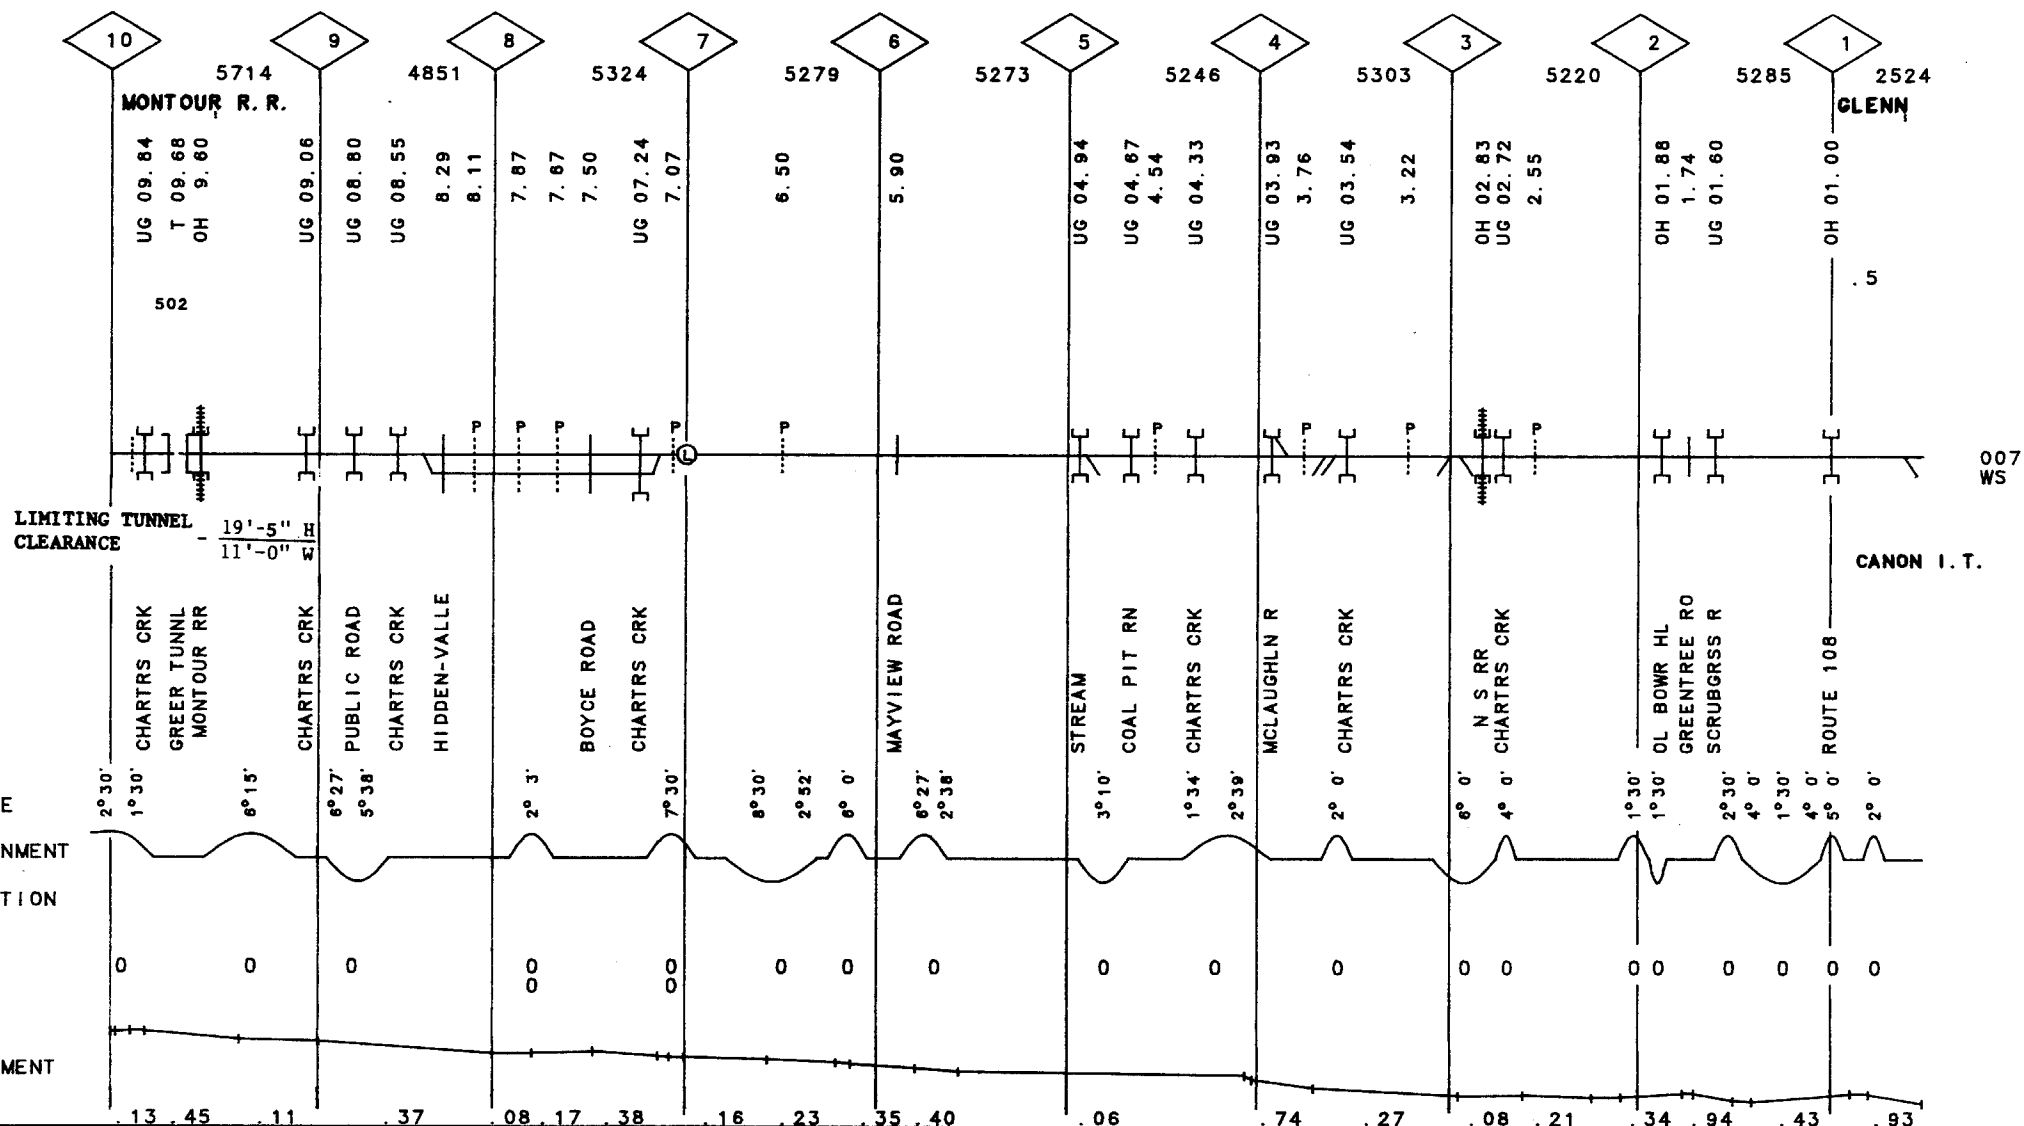 10 9 8 7 6 5 4 3 2 1
5714 4851 5324 5279 5273 5246 5303 5220 5285 2524
MONTOUR R. R.
GLENN
UG 09.84
T 09.68
OH 9.60
UG 09.06
UG 08.80
UG 08.55
8.29
8.11
7.87
7.67
7.50
UG 07.24
7.07
6.50
5.90
UG 04.94
UG 04.67
4.54
UG 04.33
UG 03.93
3.76
UG 03.54
3.22
OH 02.83
UG 02.72
2.55
OH 01.88
1.74
UG 01.60
OH 01.00
.5
502
P P P P P P P P P
L
007
WS
LIMITING TUNNEL
CLEARANCE
- 19'-5" H
11'-0" W
CANON I.T.
CHARTRS CRK
GREER TUNNL
MONTOUR RR
CHARTRS CRK
PUBLIC ROAD
CHARTRS CRK
HIDDEN-VALLE
BOYCE ROAD
CHARTRS CRK
MAYVIEW ROAD
STREAM
COAL PIT RN
CHARTRS CRK
MCLAUGHLN R
CHARTRS CRK
N S RR
CHARTRS CRK
OL BOWR HL
GREENTREE RO
SCRUBGRSS R
ROUTE 108
E
2°30'
1°30'
6°15'
6°27'
5°38'
2° 3'
7°30'
8°30'
2°52'
6° 0'
6°27'
2°38'
3°10'
1°34'
2°39'
2° 0'
6° 0'
4° 0'
1°30'
1°30'
2°30'
4° 0'
1°30'
4° 0'
5° 0'
2° 0'
NMENT
TION
0 0 0 0 0 0 0 0 0 0 0 0 0 0 0 0 0 0 0
0 0
MENT
.13 .45 .11 .37 .08 .17 .38 .16 .23 .35 .40 .06 .74 .27 .08 .21 .34 .94 .43 .93